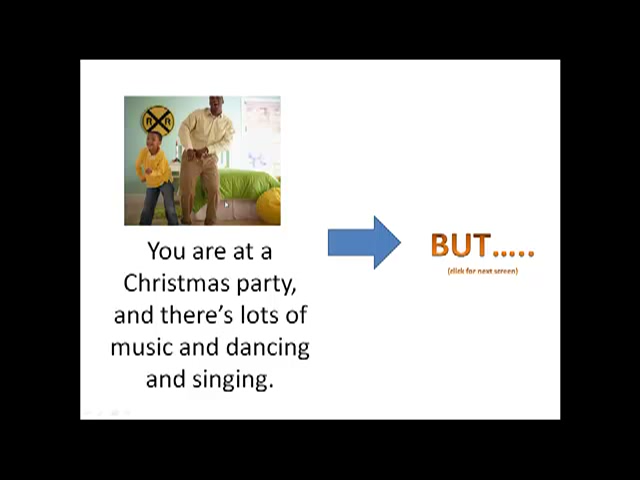 R R
You are at a
Christmas party,
and there's lots of
music and dancing
and singing.
BUT.....
(click for next screen)